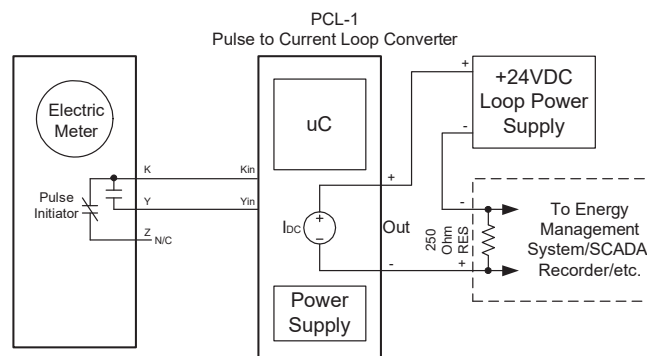 PCL-1
Pulse to Current Loop Converter
Electric
Meter
Pulse
Initiator
K
Y
Z
N/C
Kin
Yin
uC
IDC
+
−
Power
Supply
+
Out
-
+
-
+24VDC
Loop Power
Supply
-
+
250
Ohm
RES
To Energy
Management
System/SCADA
Recorder/etc.